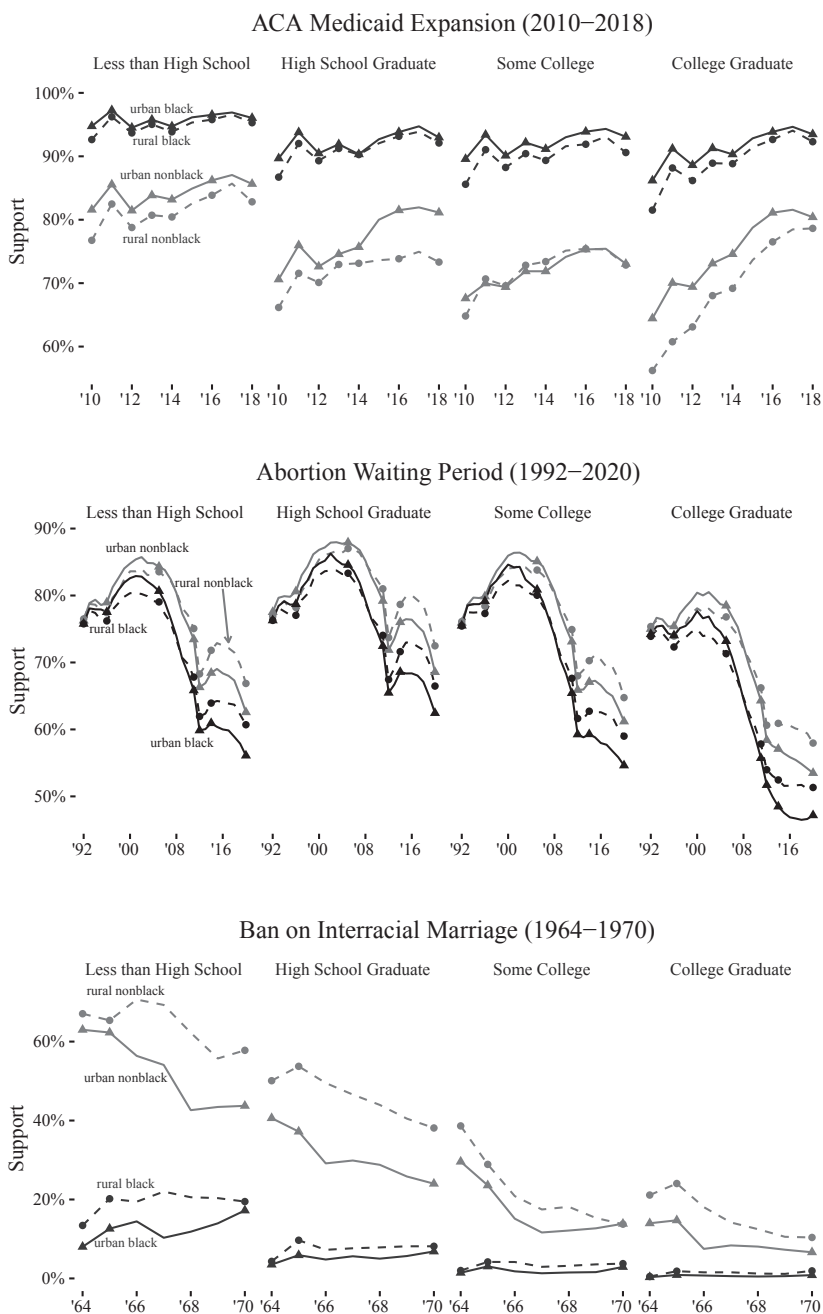 ACA Medicaid Expansion (2010−2018)
Less than High School High School Graduate Some College College Graduate
100%
urban black
90%
rural black
urban nonblack
80%
rural nonblack
Support
70%
60%
'10 '12 '14 '16 '18 '10 '12 '14 '16 '18 '10 '12 '14 '16 '18 '10 '12 '14 '16 '18
Abortion Waiting Period (1992−2020)
Less than High School High School Graduate Some College College Graduate
90%
urban nonblack
rural nonblack
80%
rural black
Support
70%
60%
urban black
50%
'92 '00 '08 '16 '92 '00 '08 '16 '92 '00 '08 '16 '92 '00 '08 '16
Ban on Interracial Marriage (1964−1970)
Less than High School High School Graduate Some College College Graduate
rural nonblack
60%
urban nonblack
40%
Support
rural black
20%
urban black
0%
'64 '66 '68 '70 '64 '66 '68 '70 '64 '66 '68 '70 '64 '66 '68 '70